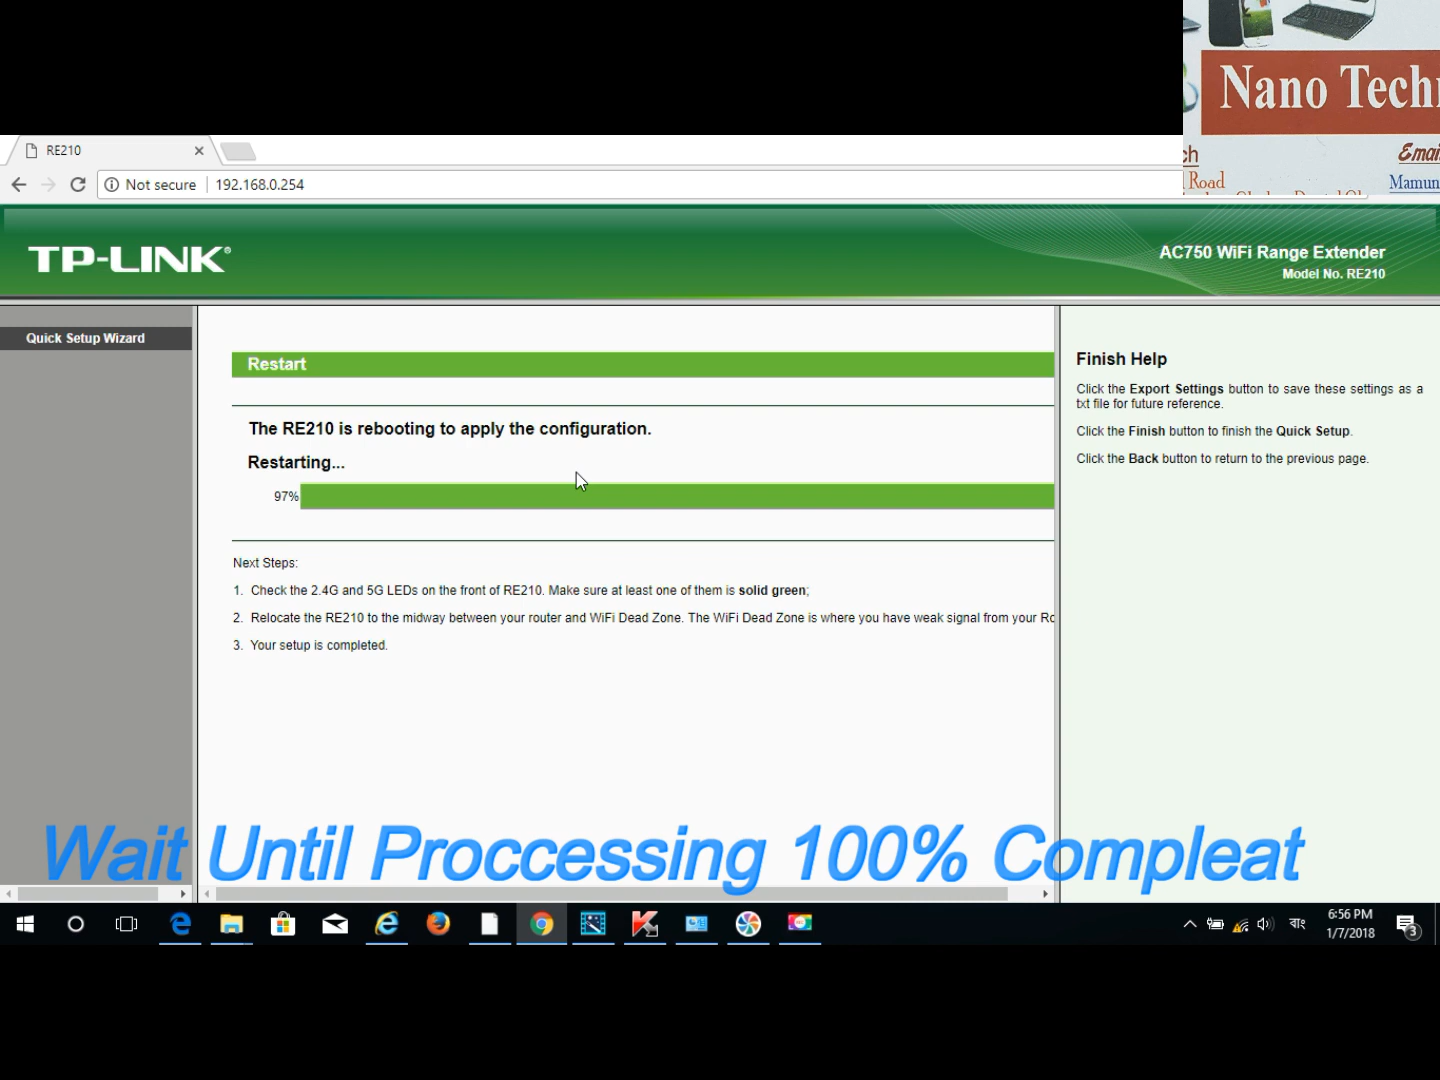 Nano Tech
ch
Road
Emai
Mamun
RE210
Not secure
192.168.0.254
TP-LINK®
AC750 WiFi Range Extender
Model No. RE210
Quick Setup Wizard
Restart
The RE210 is rebooting to apply the configuration.
Restarting...
97%
Next Steps:
1. Check the 2.4G and 5G LEDs on the front of RE210. Make sure at least one of them is solid green;
2. Relocate the RE210 to the midway between your router and WiFi Dead Zone. The WiFi Dead Zone is where you have weak signal from your Ro
3. Your setup is completed.
Finish Help
Click the Export Settings button to save these settings as a
txt file for future reference.
Click the Finish button to finish the Quick Setup.
Click the Back button to return to the previous page.
Wait Until Proccessing 100% Compleat
বাং
6:56 PM
1/7/2018
3